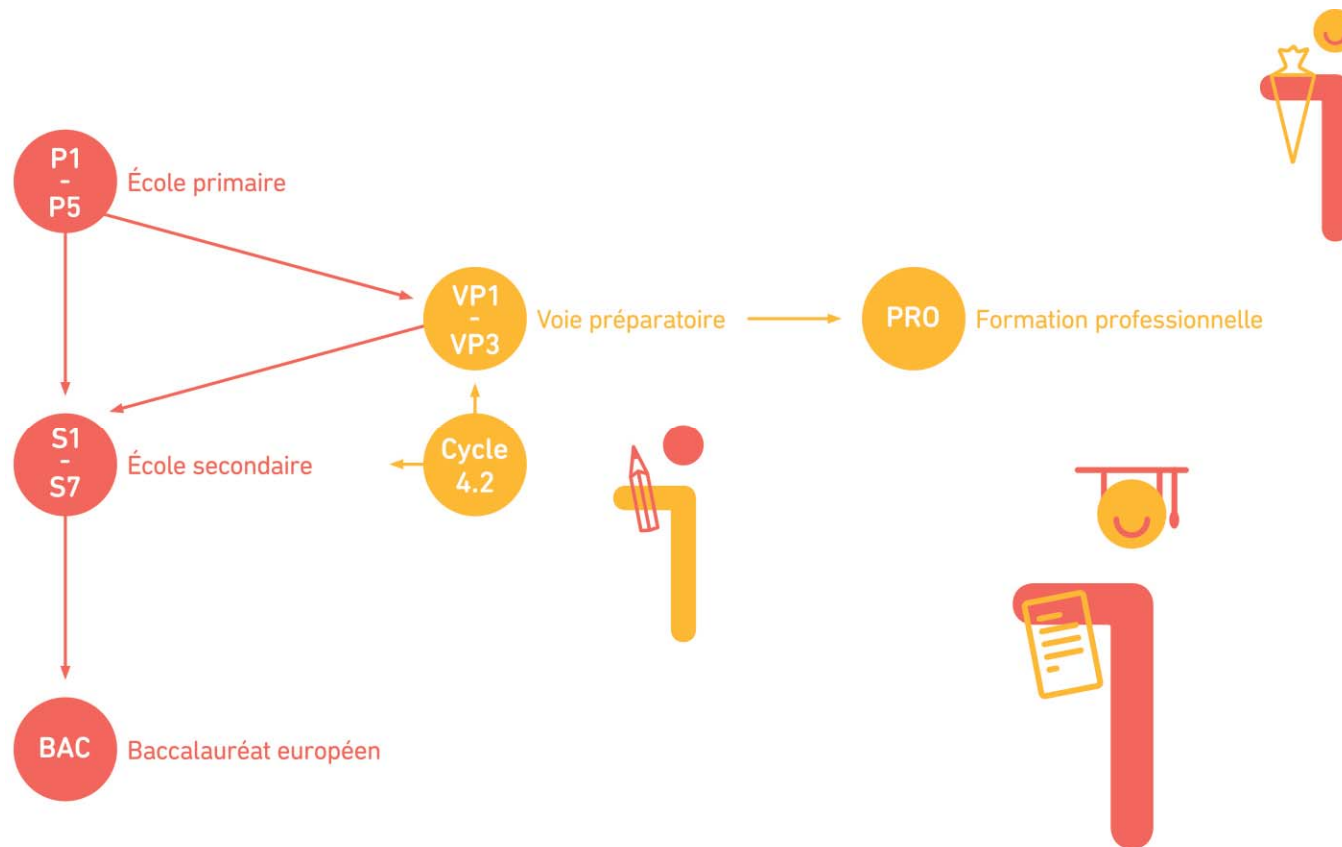 P1
-
P5
École primaire
VP1
-
VP3
Voie préparatoire
PRO
Formation professionnelle
S1
-
S7
École secondaire
Cycle
4.2
BAC
Baccalauréat européen